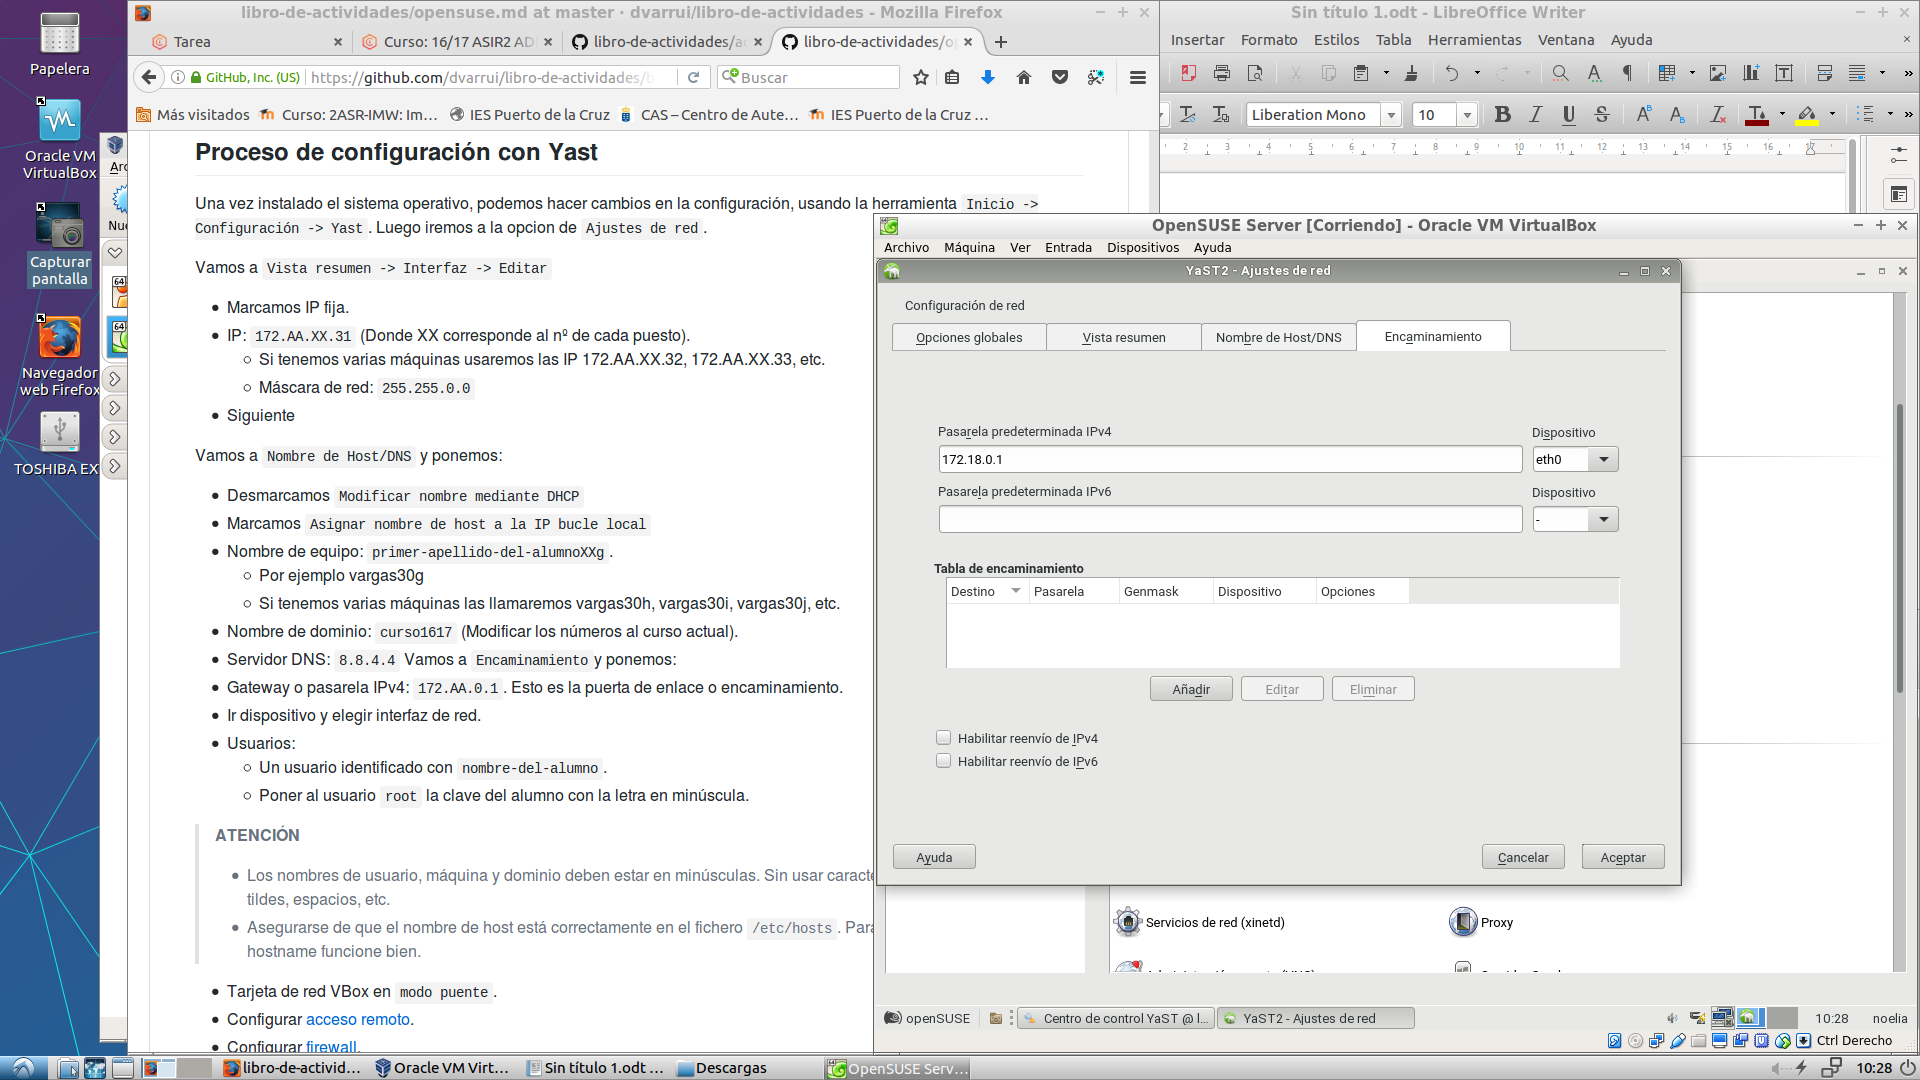 libro-de-actividades/opensuse.md at master · dvarrui/libro-de-actividades - Mozilla Firefox
Tarea
Curso: 16/17 ASIR2 AD
libro-de-actividades/a
libro-de-actividades/o
GitHub, Inc. (US)
https://github.com/dvarrui/libro-de-actividades/b
Buscar
Más visitados
Curso: 2ASR-IMW: Im...
IES Puerto de la Cruz
CAS – Centro de Aute...
IES Puerto de la Cruz ...
Papelera
Oracle VM
VirtualBox
Capturar
pantalla
Navegador
web Firefox
TOSHIBA EX
Arc
Nue
Proceso de configuración con Yast
Una vez instalado el sistema operativo, podemos hacer cambios en la configuración, usando la herramienta Inicio ->
Configuración -> Yast. Luego iremos a la opcion de Ajustes de red.
Vamos a Vista resumen -> Interfaz -> Editar
Marcamos IP fija.
IP: 172.AA.XX.31 (Donde XX corresponde al nº de cada puesto).
Si tenemos varias máquinas usaremos las IP 172.AA.XX.32, 172.AA.XX.33, etc.
Máscara de red: 255.255.0.0
Siguiente
Vamos a Nombre de Host/DNS y ponemos:
Desmarcamos Modificar nombre mediante DHCP
Marcamos Asignar nombre de host a la IP bucle local
Nombre de equipo: primer-apellido-del-alumnoXXg.
Por ejemplo vargas30g
Si tenemos varias máquinas las llamaremos vargas30h, vargas30i, vargas30j, etc.
Nombre de dominio: curso1617 (Modificar los números al curso actual).
Servidor DNS: 8.8.4.4 Vamos a Encaminamiento y ponemos:
Gateway o pasarela IPv4: 172.AA.0.1. Esto es la puerta de enlace o encaminamiento.
Ir dispositivo y elegir interfaz de red.
Usuarios:
Un usuario identificado con nombre-del-alumno.
Poner al usuario root la clave del alumno con la letra en minúscula.
ATENCIÓN
Los nombres de usuario, máquina y dominio deben estar en minúsculas. Sin usar caracte
tildes, espacios, etc.
Asegurarse de que el nombre de host está correctamente en el fichero /etc/hosts. Para
hostname funcione bien.
Tarjeta de red VBox en modo puente.
Configurar acceso remoto.
Configurar firewall.
Sin título 1.odt - LibreOffice Writer
Insertar Formato Estilos Tabla Herramientas Ventana Ayuda
Liberation Mono
10
2 3 4 5 6 7 8 9 10 11 12 13 14 15 16 17
OpenSUSE Server [Corriendo] - Oracle VM VirtualBox
Archivo Máquina Ver Entrada Dispositivos Ayuda
YaST2 - Ajustes de red
Configuración de red
Opciones globales
Vista resumen
Nombre de Host/DNS
Encaminamiento
Pasarela predeterminada IPv4
Dispositivo
172.18.0.1
eth0
Pasarela predeterminada IPv6
Dispositivo
-
Tabla de encaminamiento
Destino Pasarela Genmask Dispositivo Opciones
Añadir Editar Eliminar
Habilitar reenvío de IPv4
Habilitar reenvío de IPv6
Ayuda
Cancelar
Aceptar
Servicios de red (xinetd)
Proxy
openSUSE
Centro de control YaST @ l...
YaST2 - Ajustes de red
10:28
noelia
Ctrl Derecho
libro-de-activid...
Oracle VM Virt...
Sin título 1.odt ...
Descargas
OpenSUSE Serv...
10:28